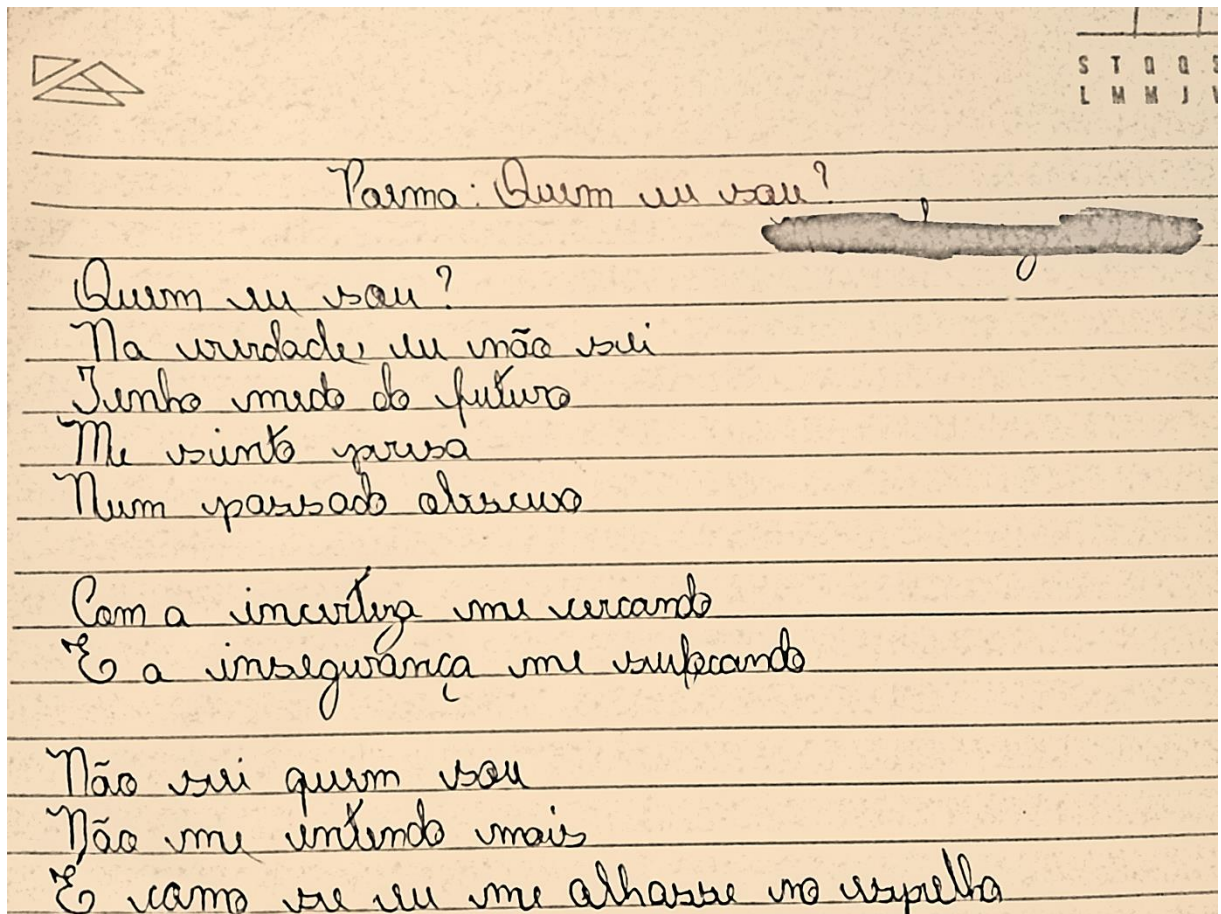 S T Q Q S
L M M J V
Poema: Quem eu sou?
Quem eu sou?
Na verdade, eu não sei
Tenho medo do futuro
Me sinto presa
Num passado obscuro
Com a incerteza me cercando
E a insegurança me sufocando
Não sei quem sou
Não me entendo mais
É como se eu me olhasse no espelho